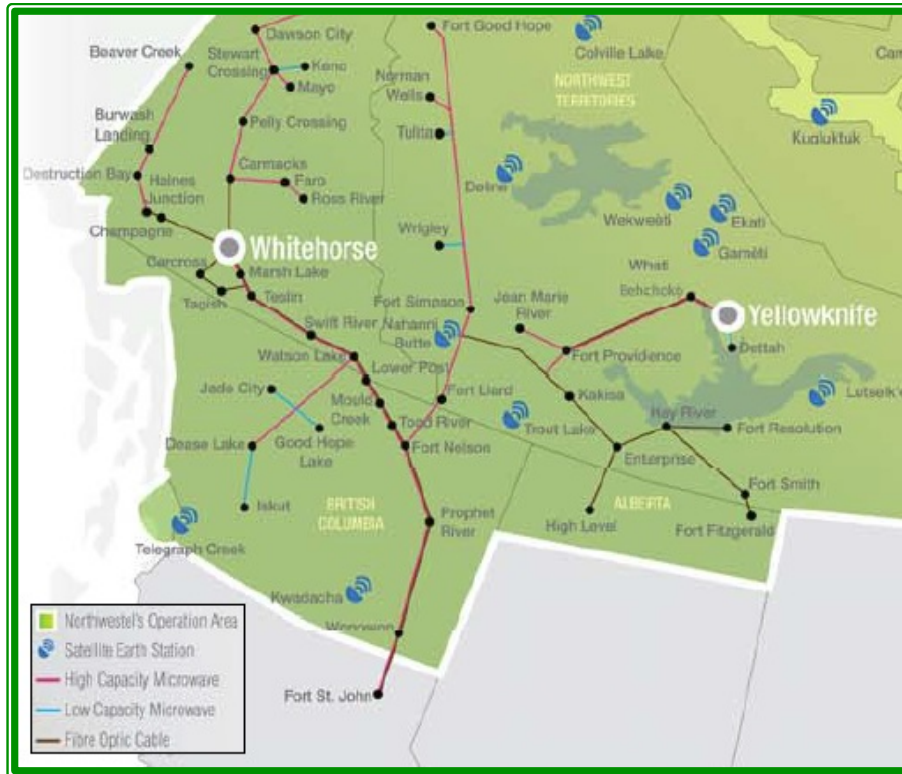 Dawson City
Fort Good Hope
Beaver Creek
Stewart
Crossing
Keno
Mayo
Colville Lake
NORTHWEST
TERRITORIES
Norman
Wells
Burwash
Landing
Pelly Crossing
Tulita
Kugluktuk
Destruction Bay
Haines
Junction
Carmacks
Faro
Ross River
Deline
Wekweèti
Ekati
Champagne
Wrigley
Gamèti
Whitehorse
Whati
Carcross
Marsh Lake
Tagish
Teslin
Fort Simpson
Jean Marie
River
Behchoko
Yellowknife
Swift River
Nahanni
Butte
Fort Providience
Dettah
Watson Lake
Lower Post
Jade City
Fort Liard
Kakisa
Lutselk'e
Mould
Creek
Toad River
Trout Lake
Hay River
Fort Resolution
Dease Lake
Good Hope
Lake
Fort Nelson
Enterprise
Iskut
BRITISH
COLUMBIA
Prophet
River
High Level
ALBERTA
Fort Smith
Fort Fitzgerald
Telegraph Creek
Kwadacha
Wonowon
Fort St. John
Northwestel's Operation Area
Satellite Earth Station
High Capacity Microwave
Low Capacity Microwave
Fibre Optic Cable